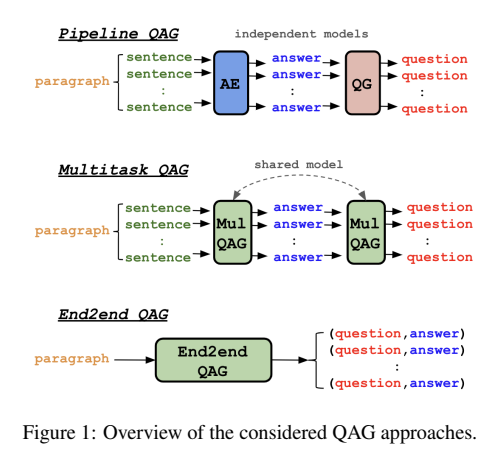 Pipeline QAG
independent models
paragraph
sentence
sentence
:
sentence
AE
answer
answer
:
answer
QG
question
question
:
question
Multitask QAG
shared model
paragraph
sentence
sentence
:
sentence
Mul
QAG
answer
answer
:
answer
Mul
QAG
question
question
:
question
End2end QAG
paragraph
End2end
QAG
(question,answer)
(question,answer)
:
(question,answer)
Figure 1: Overview of the considered QAG approaches.